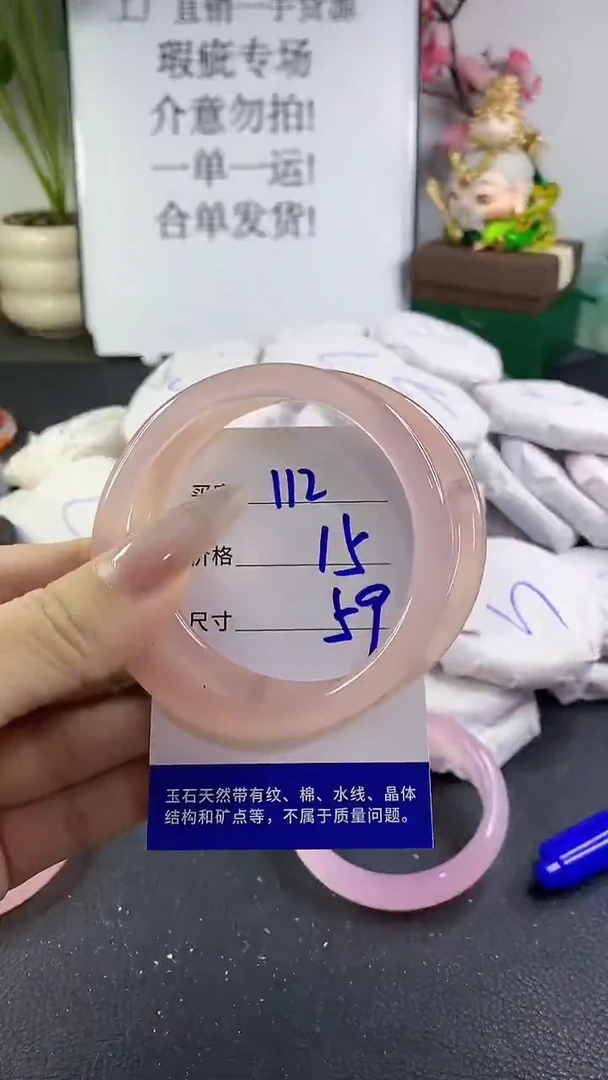 工厂直销一手货源
瑕疵专场
介意勿拍!
一单一运!
合单发货!
112
价格 15
尺寸 59
玉石天然带有纹、棉、水线、晶体
结构和矿点等，不属于质量问题。